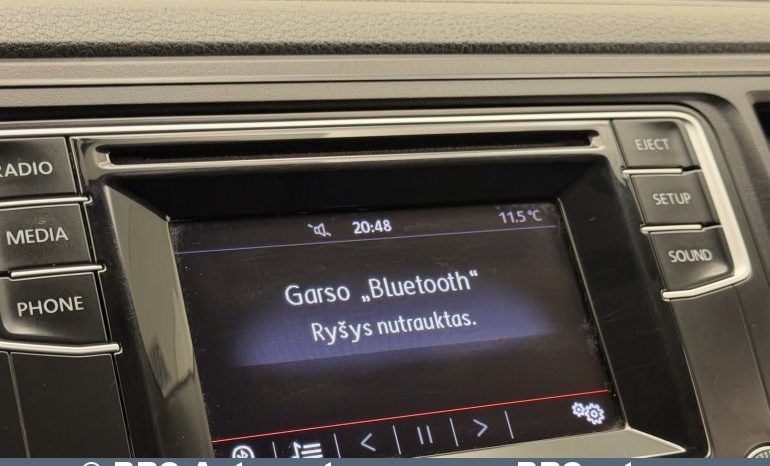 RADIO
MEDIA
PHONE
EJECT
SETUP
SOUND
20:48
11.5°C
Garso „Bluetooth“
Ryšys nutrauktas.